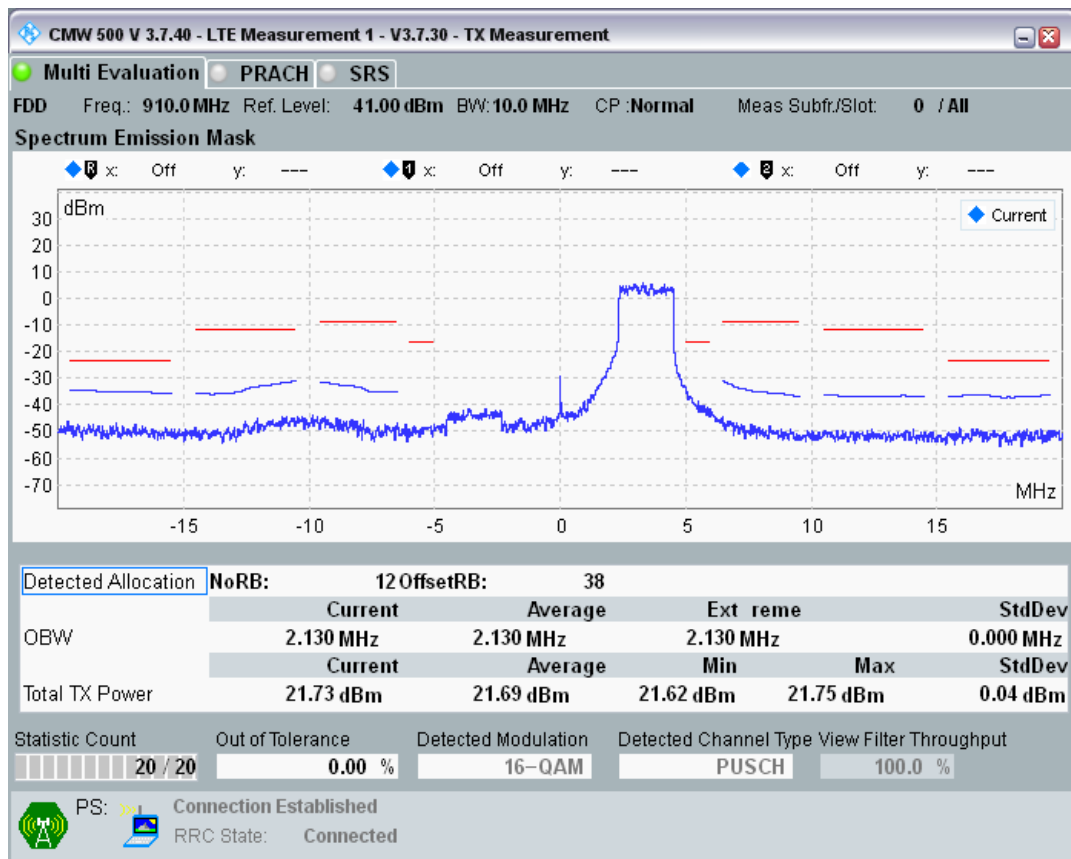 CMW 500 V 3.7.40 - LTE Measurement 1 - V3.7.30 - TX Measurement
Multi Evaluation PRACH SRS
FDD Freq.: 910.0 MHz Ref. Level: 41.00 dBm BW: 10.0 MHz CP :Normal Meas Subfr./Slot: 0 / All
Spectrum Emission Mask
R x: Off y: --- 1 x: Off y: --- 2 x: Off y: ---
dBm
Current
30
20
10
0
-10
-20
-30
-40
-50
-60
-70
MHz
-15 -10 -5 0 5 10 15
Detected Allocation NoRB: 12 OffsetRB: 38
Current Average Ext reme StdDev
OBW 2.130 MHz 2.130 MHz 2.130 MHz 0.000 MHz
Current Average Min Max StdDev
Total TX Power 21.73 dBm 21.69 dBm 21.62 dBm 21.75 dBm 0.04 dBm
Statistic Count Out of Tolerance Detected Modulation Detected Channel Type View Filter Throughput
20 / 20 0.00 % 16-QAM PUSCH 100.0 %
PS: Connection Established
RRC State: Connected